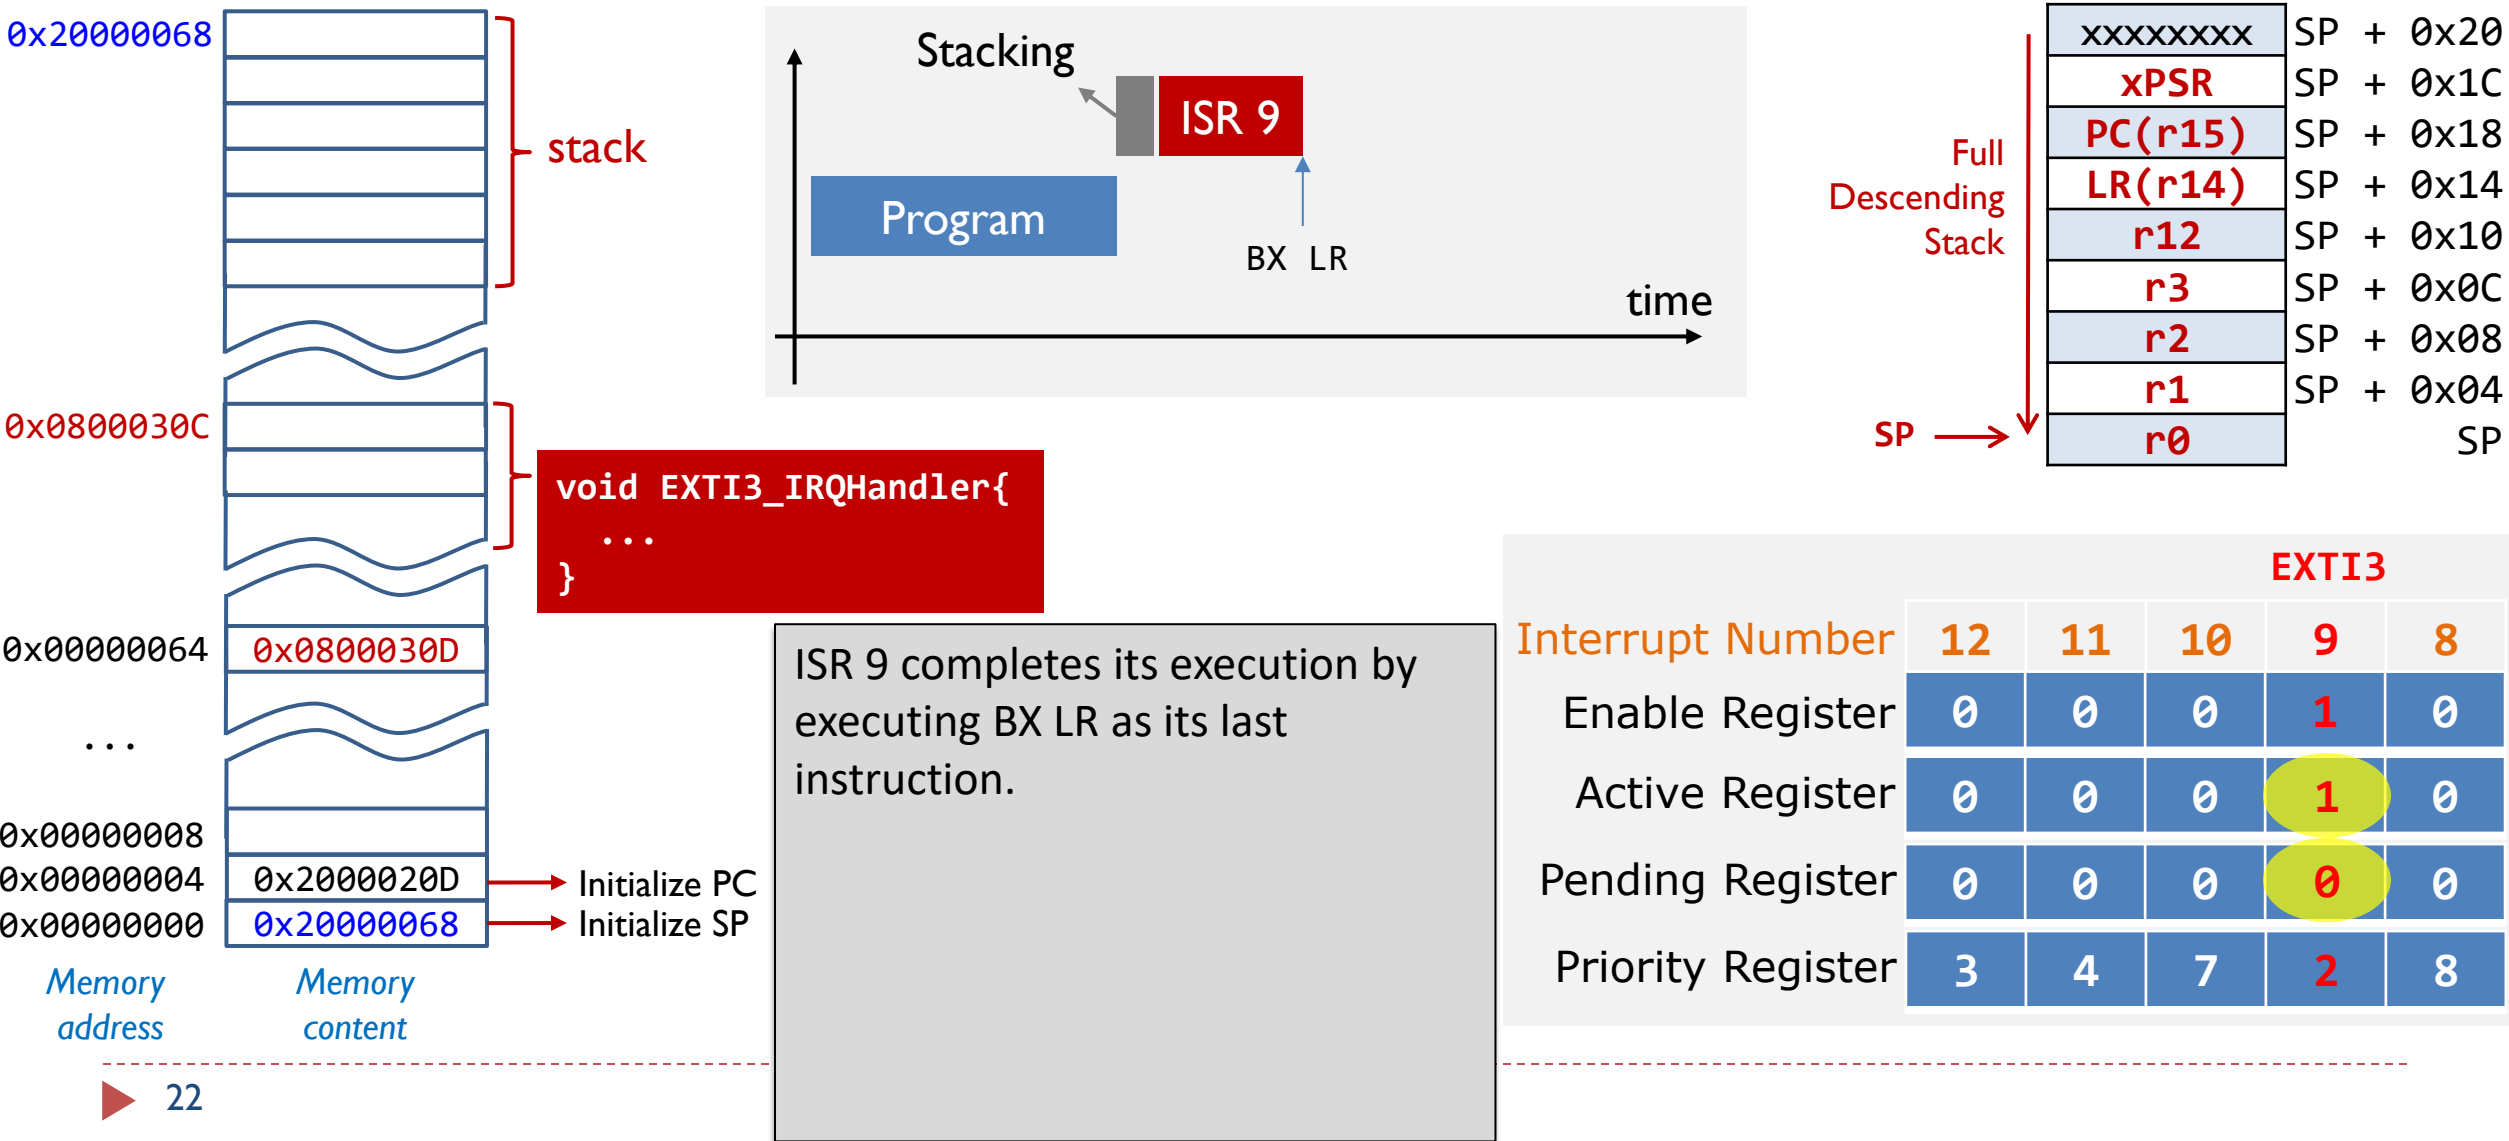 0x20000068
stack
0x0800030C
void EXTI3_IRQHandler{
...
}
0x00000064 0x0800030D
...
0x00000008
0x00000004 0x2000020D Initialize PC
0x00000000 0x20000068 Initialize SP
Memory address
Memory content
Stacking
ISR 9
Program
BX LR
time
xxxxxxxx SP + 0x20
xPSR SP + 0x1C
PC(r15) SP + 0x18
LR(r14) SP + 0x14
r12 SP + 0x10
r3 SP + 0x0C
r2 SP + 0x08
r1 SP + 0x04
SP r0 SP
Full
Descending
Stack
ISR 9 completes its execution by
executing BX LR as its last
instruction.
EXTI3
Interrupt Number 12 11 10 9 8
Enable Register 0 0 0 1 0
Active Register 0 0 0 1 0
Pending Register 0 0 0 0 0
Priority Register 3 4 7 2 8
22